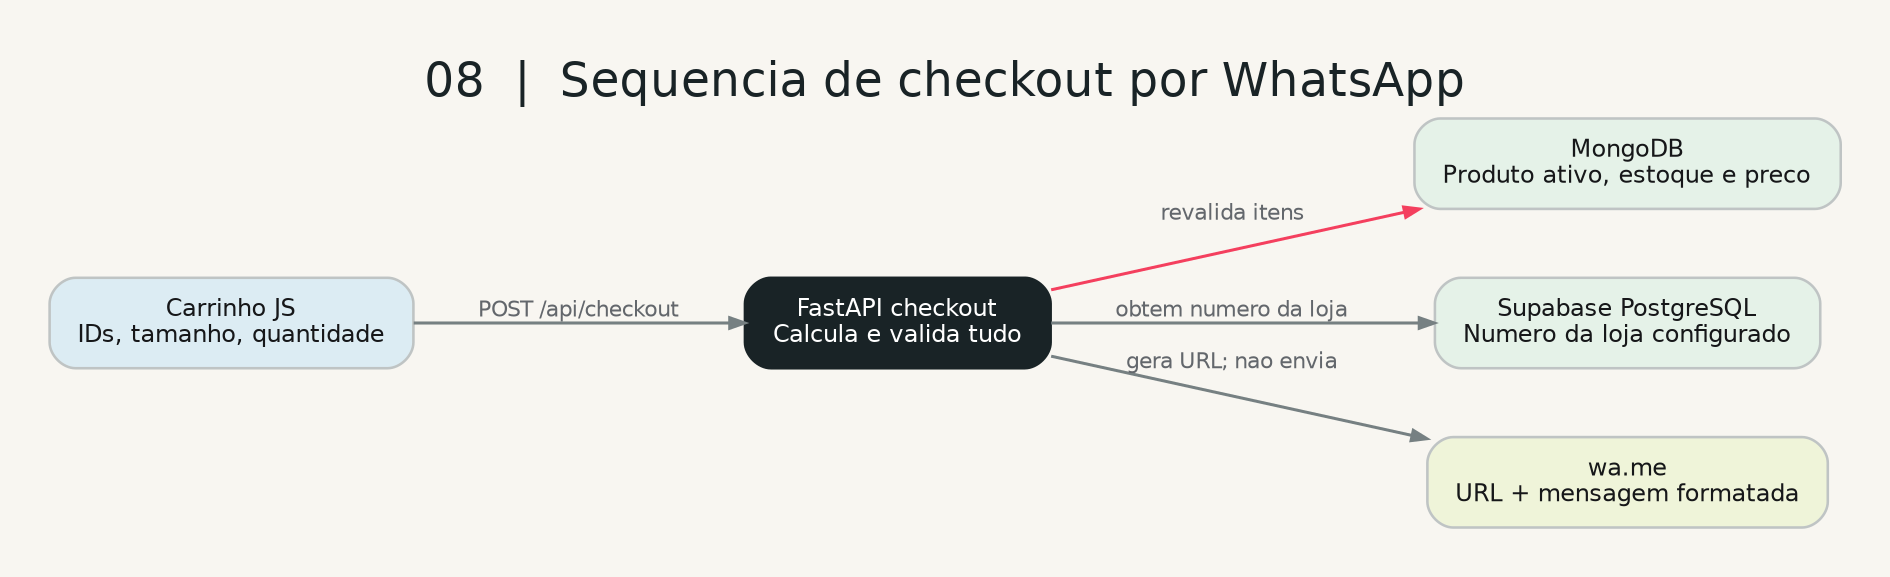 08 | Sequencia de checkout por WhatsApp
MongoDB
Produto ativo, estoque e preco
revalida itens
Carrinho JS
IDs, tamanho, quantidade
POST /api/checkout
FastAPI checkout
Calcula e valida tudo
obtem numero da loja
Supabase PostgreSQL
Numero da loja configurado
gera URL; nao envia
wa.me
URL + mensagem formatada